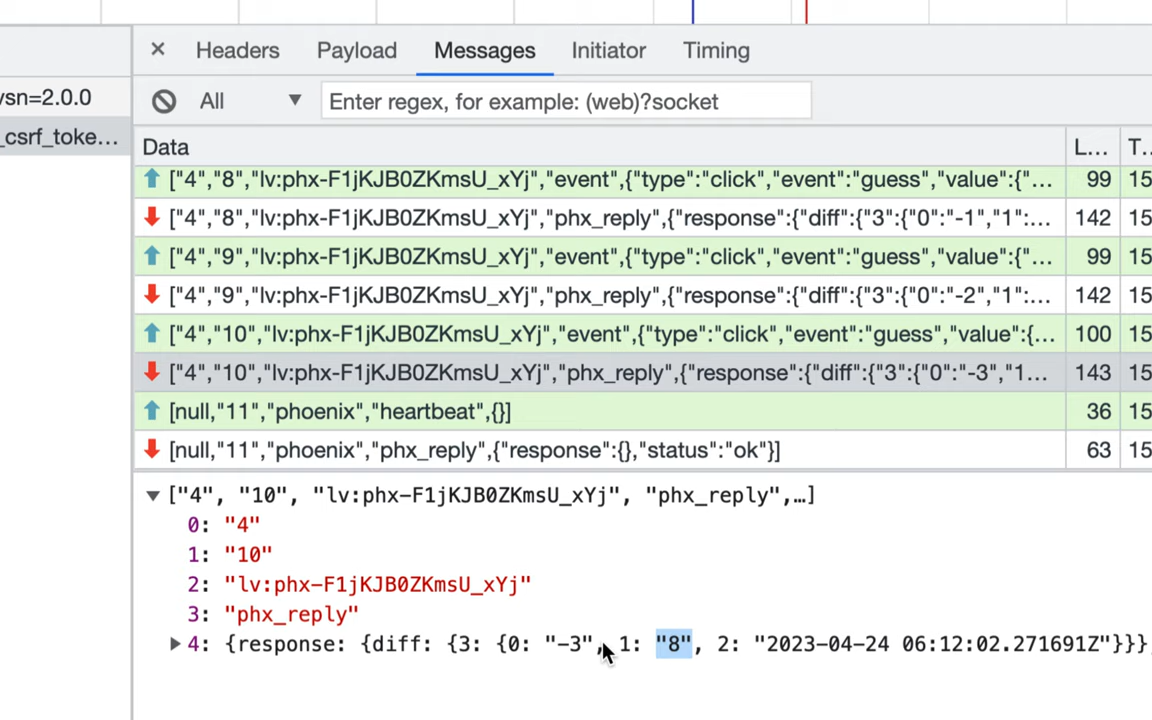 × Headers Payload Messages Initiator Timing
vsn=2.0.0
All ▼ Enter regex, for example: (web)?socket
_csrf_toke...
Data L... T...
["4","8","lv:phx-F1jKJB0ZKmsU_xYj","event",{"type":"click","event":"guess","value":{"... 99 15
["4","8","lv:phx-F1jKJB0ZKmsU_xYj","phx_reply",{"response":{"diff":{"3":{"0":"-1","1":... 142 15
["4","9","lv:phx-F1jKJB0ZKmsU_xYj","event",{"type":"click","event":"guess","value":{"... 99 15
["4","9","lv:phx-F1jKJB0ZKmsU_xYj","phx_reply",{"response":{"diff":{"3":{"0":"-2","1":... 142 15
["4","10","lv:phx-F1jKJB0ZKmsU_xYj","event",{"type":"click","event":"guess","value":{... 100 15
["4","10","lv:phx-F1jKJB0ZKmsU_xYj","phx_reply",{"response":{"diff":{"3":{"0":"-3","1... 143 15
[null,"11","phoenix","heartbeat",{}] 36 15
[null,"11","phoenix","phx_reply",{"response":{},"status":"ok"}] 63 15
▼ ["4", "10", "lv:phx-F1jKJB0ZKmsU_xYj", "phx_reply",…]
0: "4"
1: "10"
2: "lv:phx-F1jKJB0ZKmsU_xYj"
3: "phx_reply"
▶ 4: {response: {diff: {3: {0: "-3", 1: "8", 2: "2023-04-24 06:12:02.271691Z"}}}